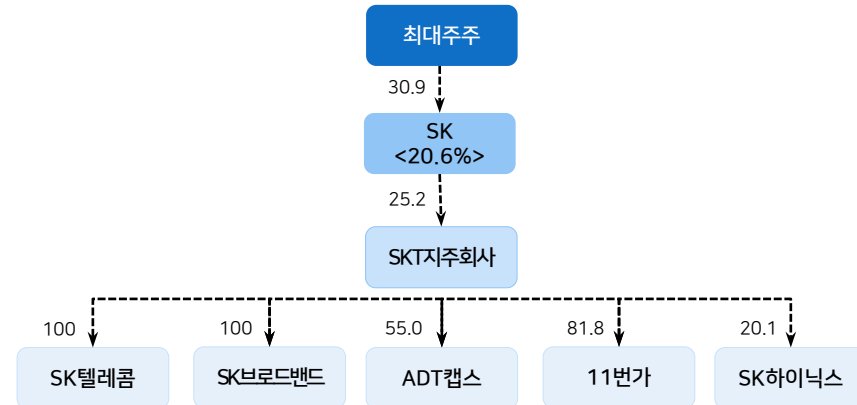 최대주주
30.9
SK
<20.6%>
25.2
SKT지주회사
100
100
55.0
81.8
20.1
SK텔레콤
SK브로드밴드
ADT캡스
11번가
SK하이닉스